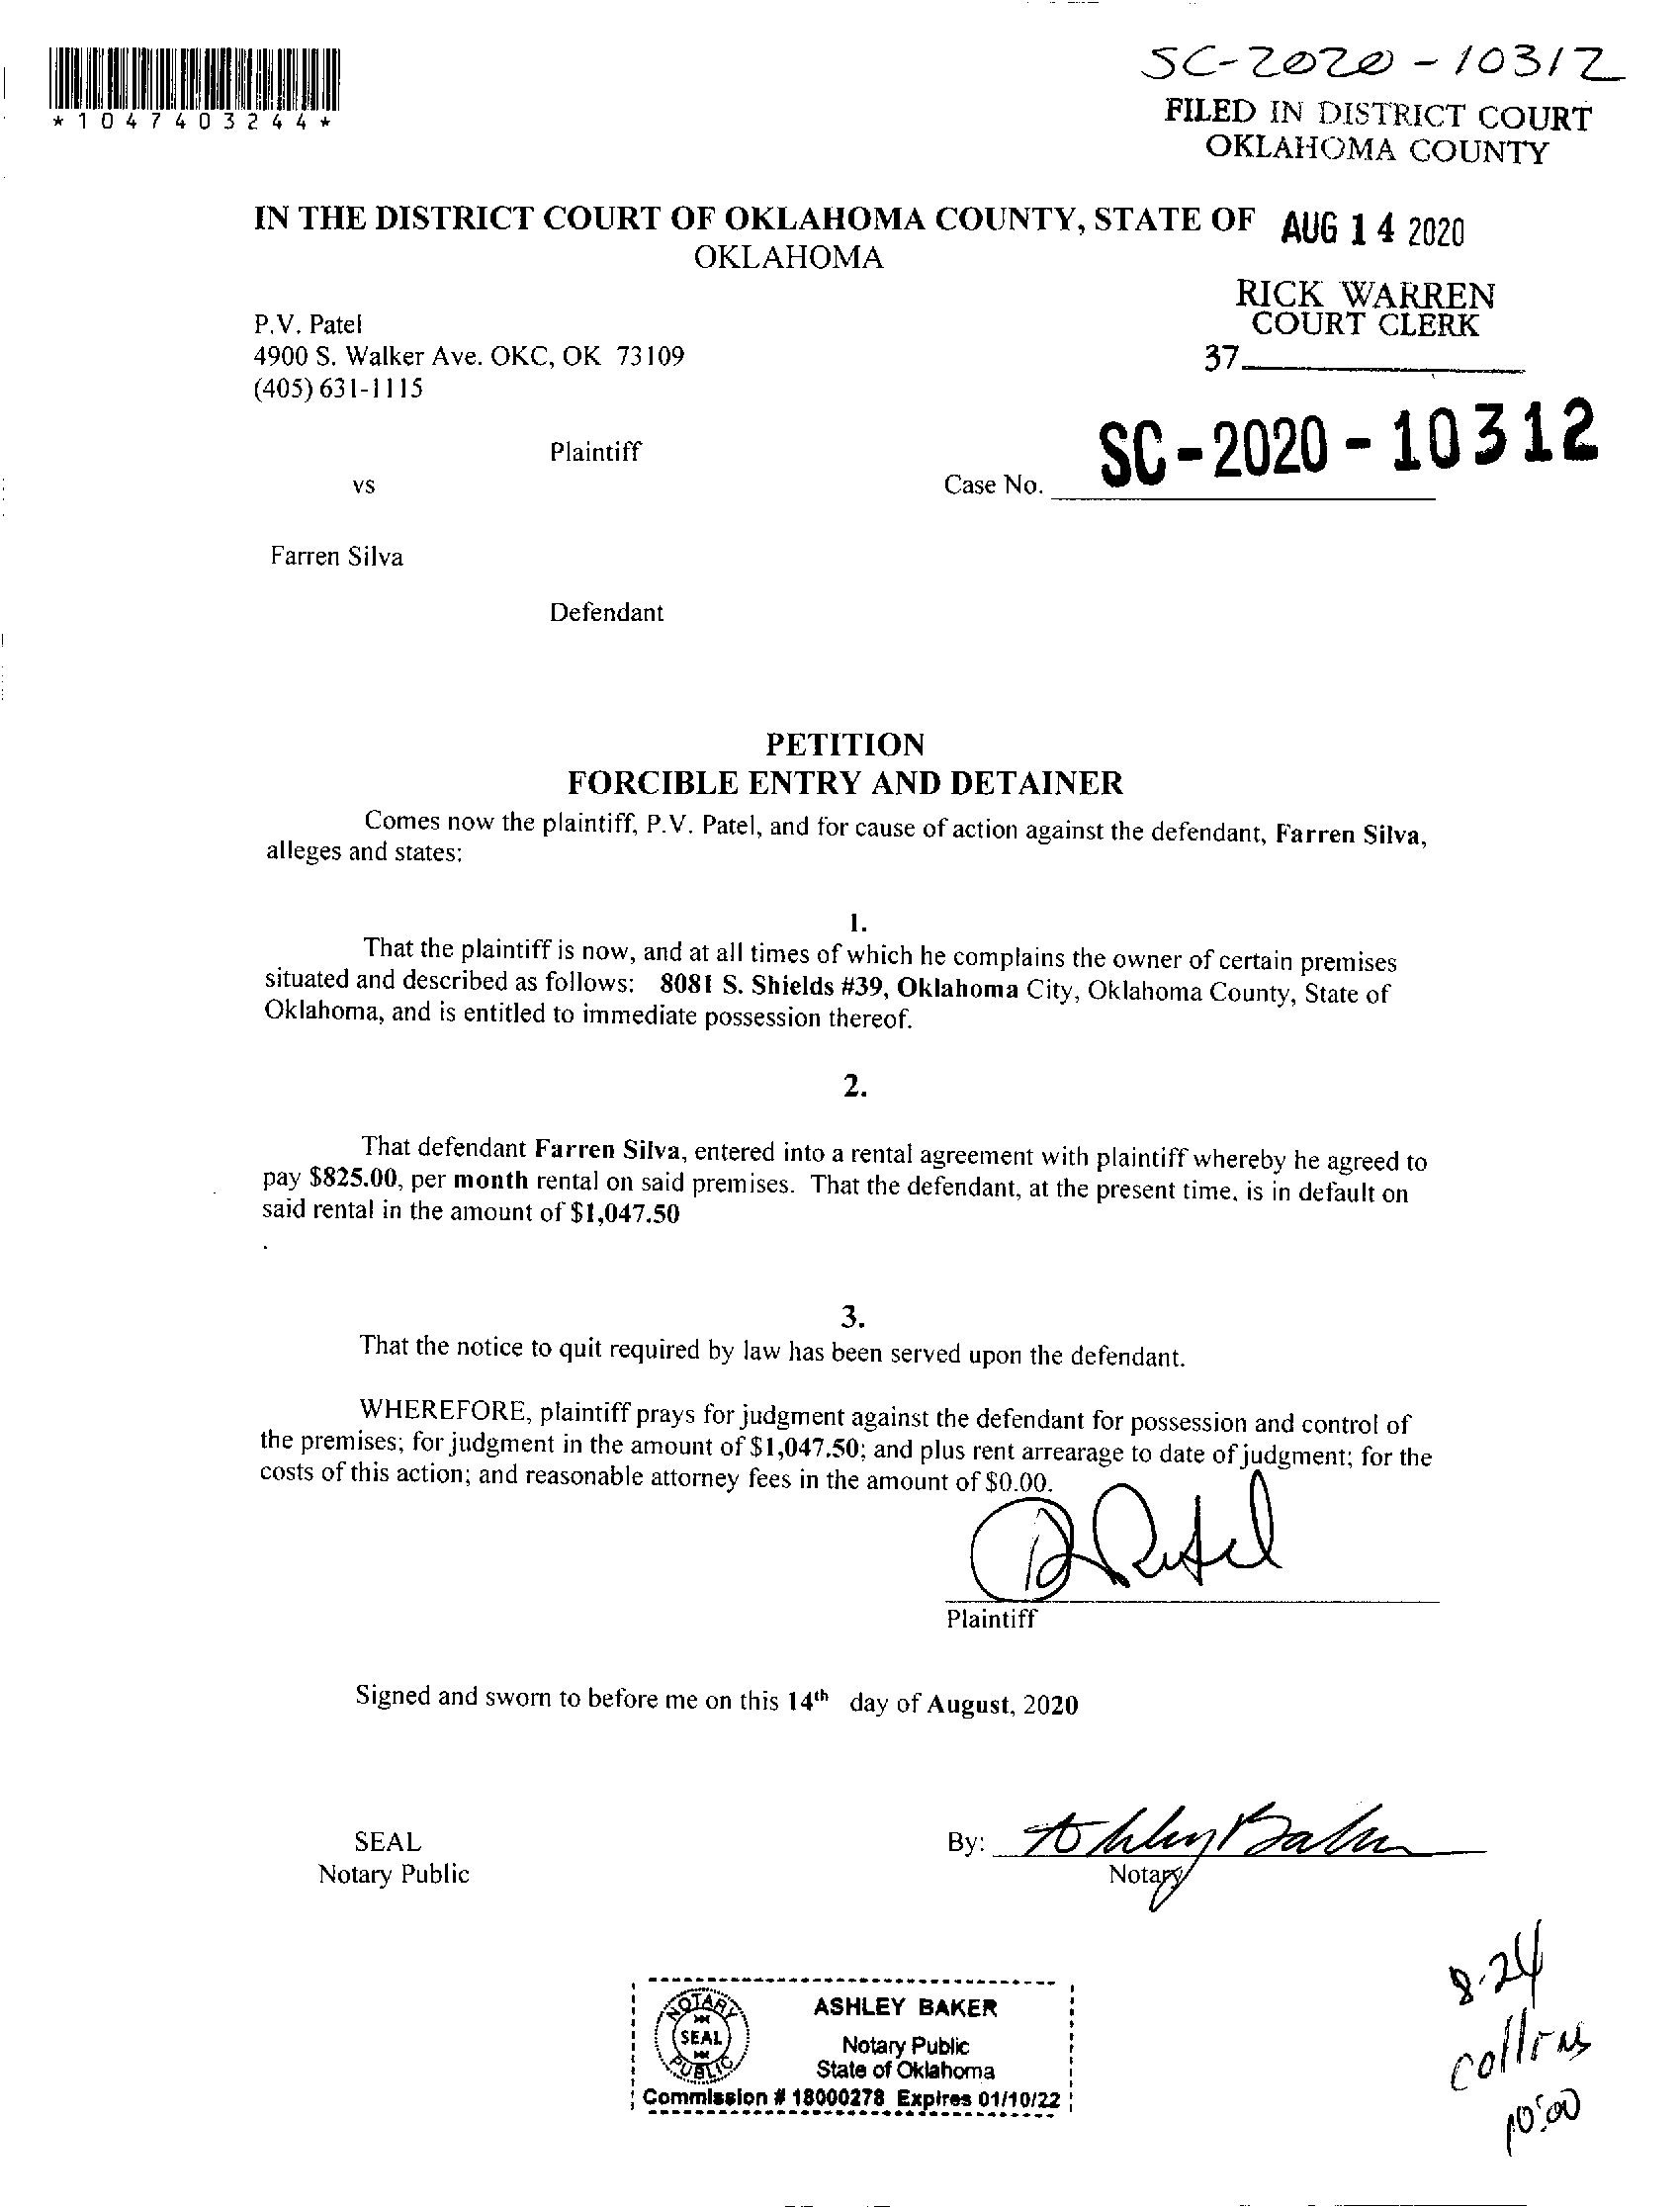 SC-2020-10312
*1047403244*
FILED IN DISTRICT COURT
OKLAHOMA COUNTY
IN THE DISTRICT COURT OF OKLAHOMA COUNTY, STATE OF
OKLAHOMA
AUG 14 2020
RICK WARREN
COURT CLERK
37
P.V. Patel
4900 S. Walker Ave. OKC, OK 73109
(405) 631-1115
Plaintiff
vs
Case No. SC-2020-10312
Farren Silva
Defendant
PETITION
FORCIBLE ENTRY AND DETAINER
Comes now the plaintiff, P.V. Patel, and for cause of action against the defendant, Farren Silva,
alleges and states:
1.
That the plaintiff is now, and at all times of which he complains the owner of certain premises
situated and described as follows: 8081 S. Shields #39, Oklahoma City, Oklahoma County, State of
Oklahoma, and is entitled to immediate possession thereof.
2.
That defendant Farren Silva, entered into a rental agreement with plaintiff whereby he agreed to
pay $825.00, per month rental on said premises. That the defendant, at the present time, is in default on
said rental in the amount of $1,047.50
.
3.
That the notice to quit required by law has been served upon the defendant.
WHEREFORE, plaintiff prays for judgment against the defendant for possession and control of
the premises; for judgment in the amount of $1,047.50; and plus rent arrearage to date of judgment; for the
costs of this action; and reasonable attorney fees in the amount of $0.00.
Patel
Plaintiff
Signed and sworn to before me on this 14th day of August, 2020
SEAL
Notary Public
By: Ashley Baker
Notary
NOTARY
SEAL
PUBLIC
ASHLEY BAKER
Notary Public
State of Oklahoma
Commission # 18000278 Expires 01/10/22
8-24
Collins
10:00